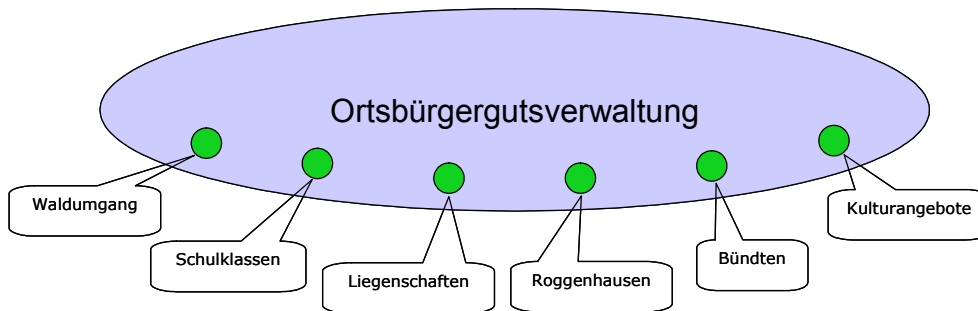 Ortsbürgergutsverwaltung
Waldumgang
Schulklassen
Liegenschaften
Roggenhausen
Bündten
Kulturangebote